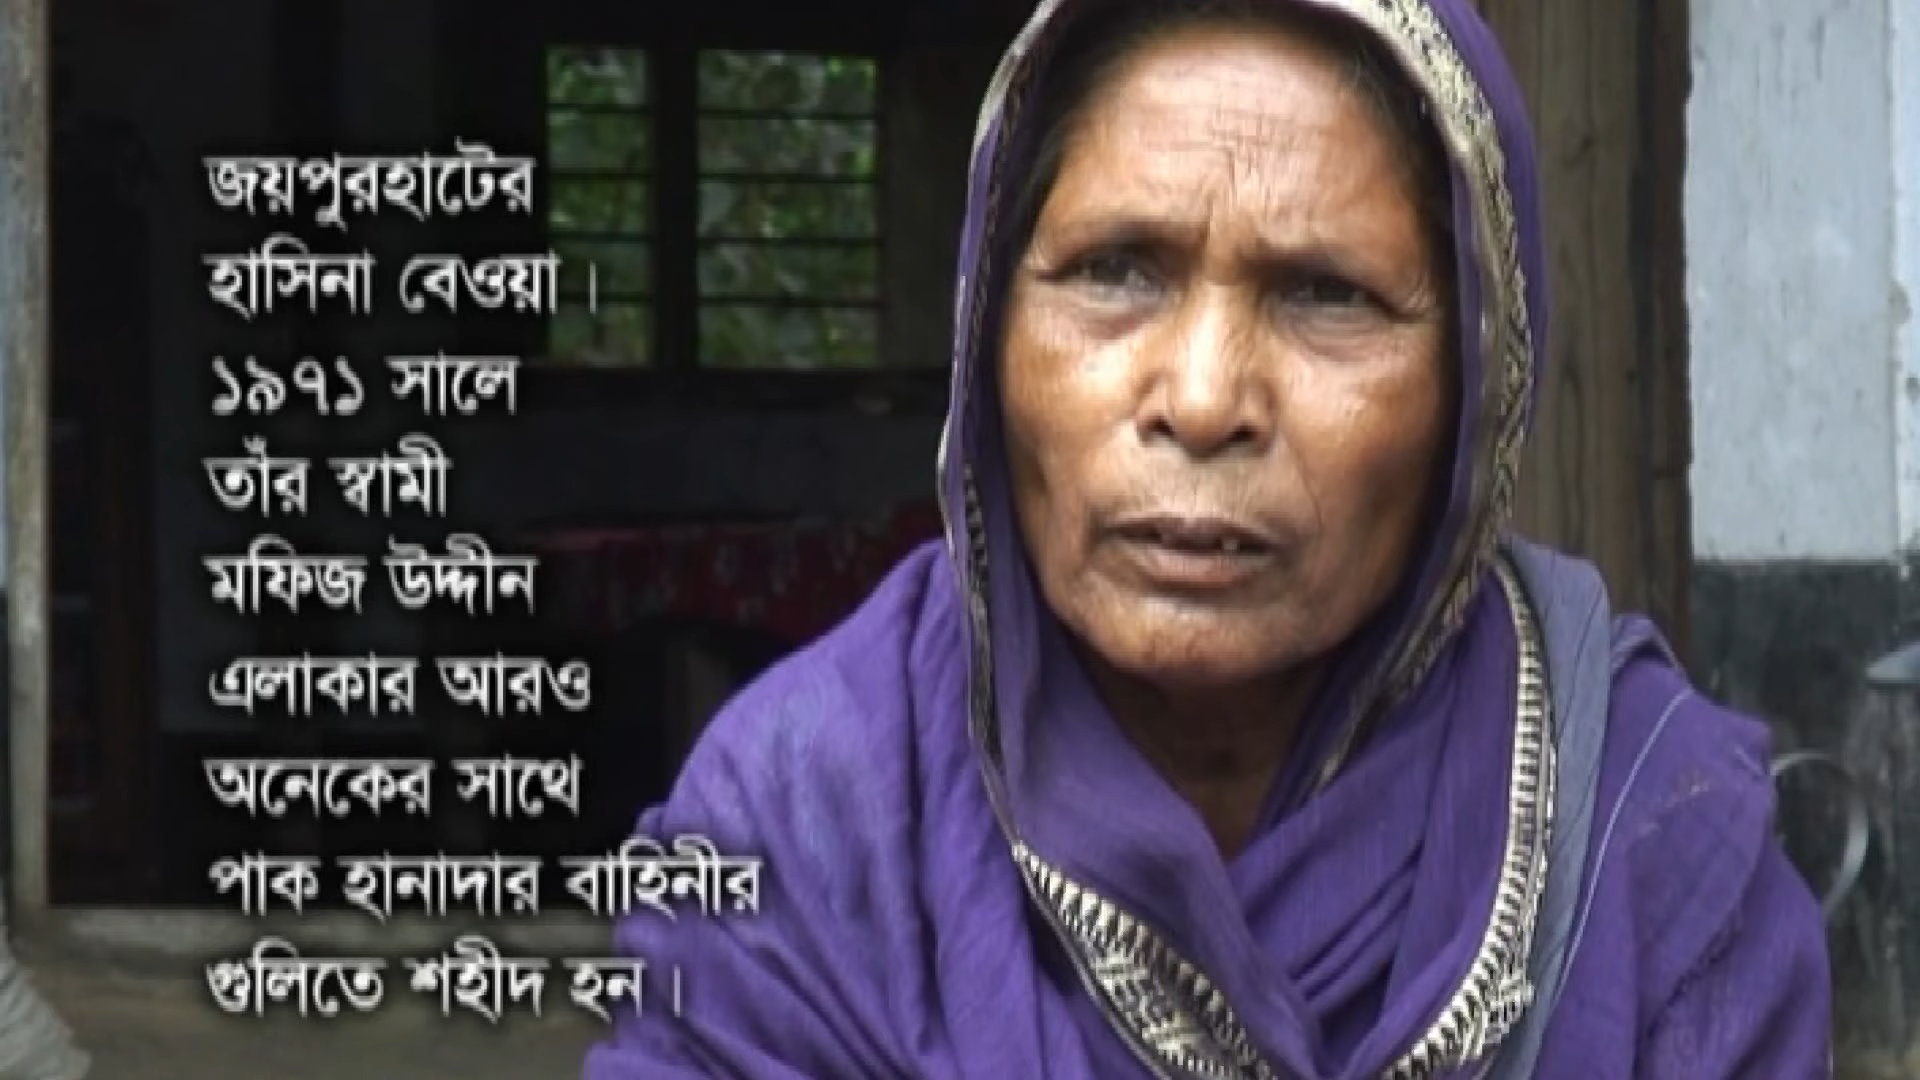 জয়পুরহাটের
হাসিনা বেওয়া।
১৯৭১ সালে
তাঁর স্বামী
মফিজ উদ্দীন
এলাকার আরও
অনেকের সাথে
পাক হানাদার বাহিনীর
গুলিতে শহীদ হন।